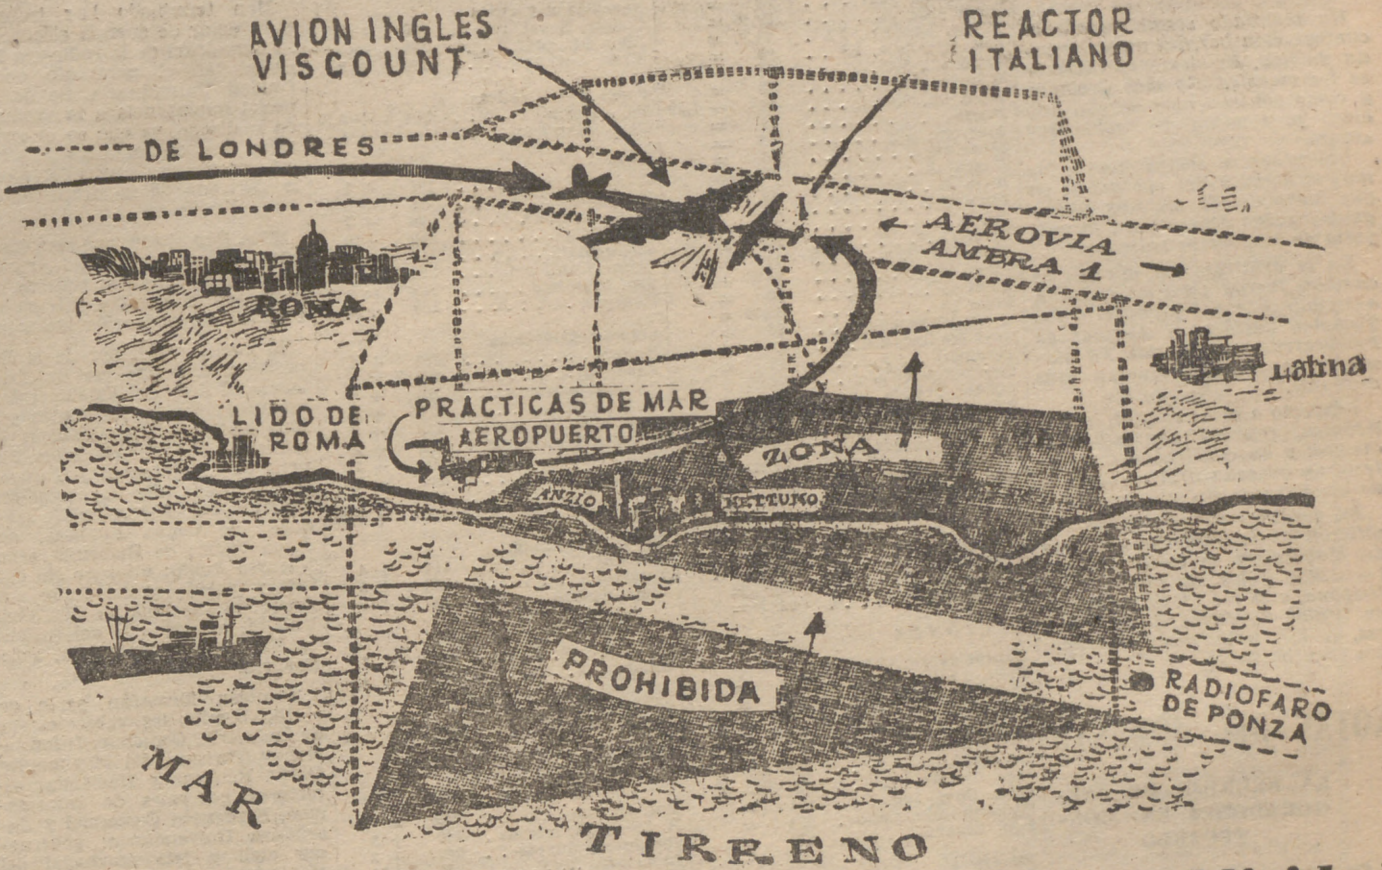 AVION INGLES
VISCOUNT
REACTOR
ITALIANO
DE LONDRES
← AEROVIA
AMBRA 1 →
ROMA
Latina
LIDO DE
ROMA
PRACTICAS DE MAR
AEROPUERTO
ZONA
ANZIO
NETTUNO
PROHIBIDA
RADIOFARO
DE PONZA
MAR
TIRRENO